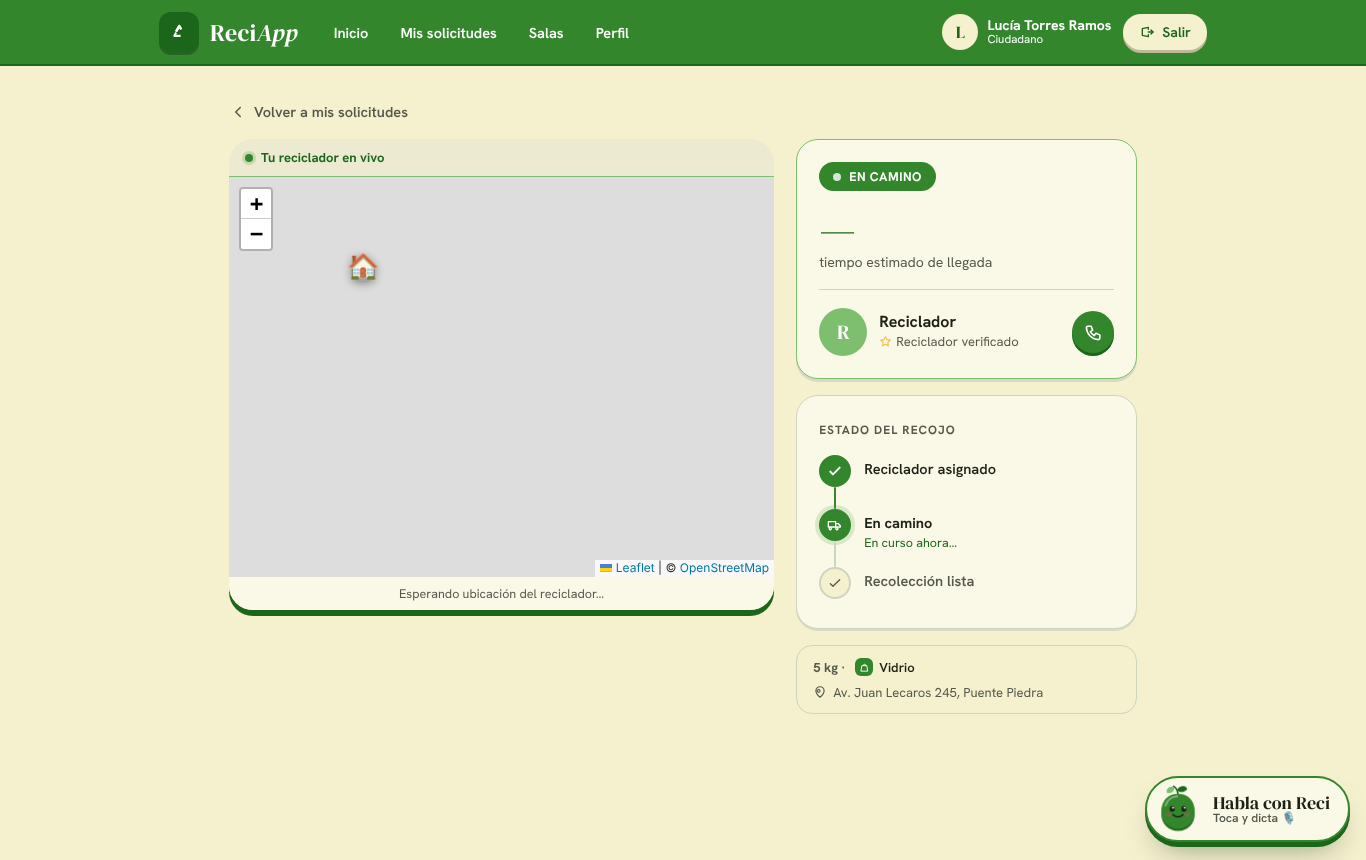 ReciApp
Inicio
Mis solicitudes
Salas
Perfil
L
Lucía Torres Ramos
Ciudadano
Salir
Volver a mis solicitudes
Tu reciclador en vivo
+
−
Leaflet | © OpenStreetMap
Esperando ubicación del reciclador...
EN CAMINO
—
tiempo estimado de llegada
R
Reciclador
Reciclador verificado
ESTADO DEL RECOJO
Reciclador asignado
En camino
En curso ahora...
Recolección lista
5 kg · Vidrio
Av. Juan Lecaros 245, Puente Piedra
Habla con Reci
Toca y dicta